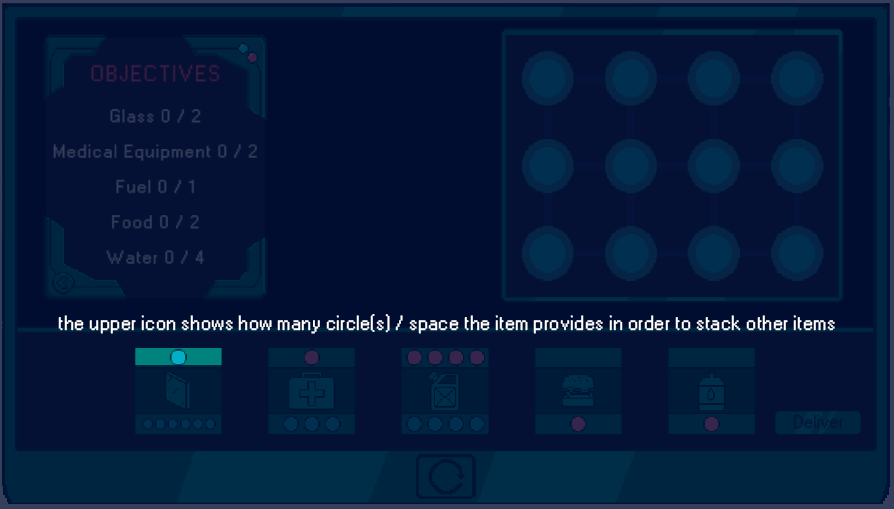 OBJECTIVES
Glass 0 / 2
Medical Equipment 0 / 2
Fuel 0 / 1
Food 0 / 2
Water 0 / 4
the upper icon shows how many circle(s) / space the item provides in order to stack other items
Deliver